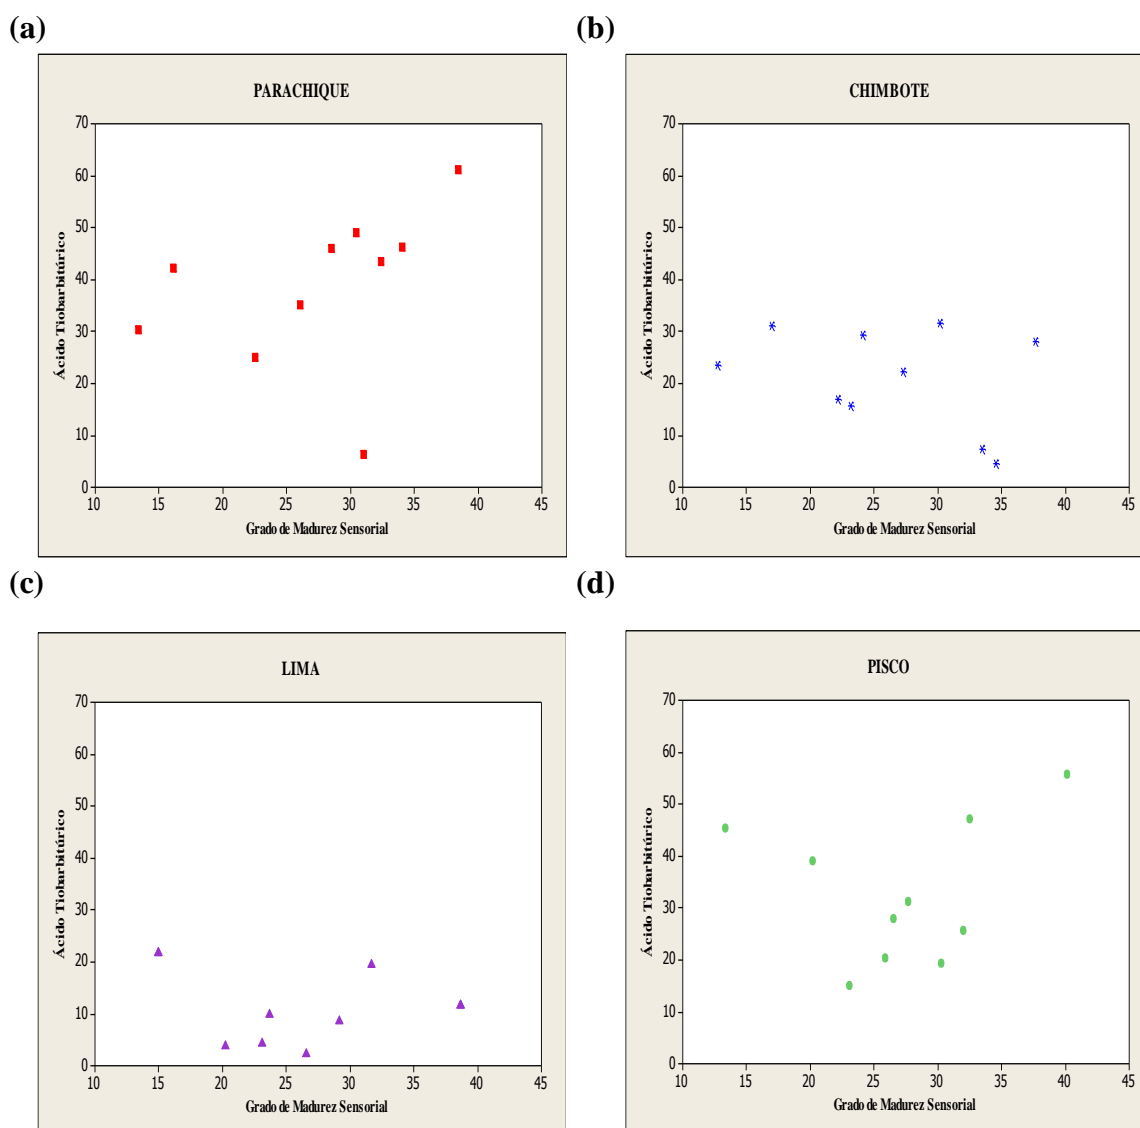 (a)
PARACHIQUE
Ácido Tiobarbitúrico
70
60
50
40
30
20
10
0
10 15 20 25 30 35 40 45
Grado de Madurez Sensorial
(b)
CHIMBOTE
Ácido Tiobarbitúrico
70
60
50
40
30
20
10
0
10 15 20 25 30 35 40 45
Grado de Madurez Sensorial
(c)
LIMA
Ácido Tiobarbitúrico
70
60
50
40
30
20
10
0
10 15 20 25 30 35 40 45
Grado de Madurez Sensorial
(d)
PISCO
Ácido Tiobarbitúrico
70
60
50
40
30
20
10
0
10 15 20 25 30 35 40 45
Grado de Madurez Sensorial